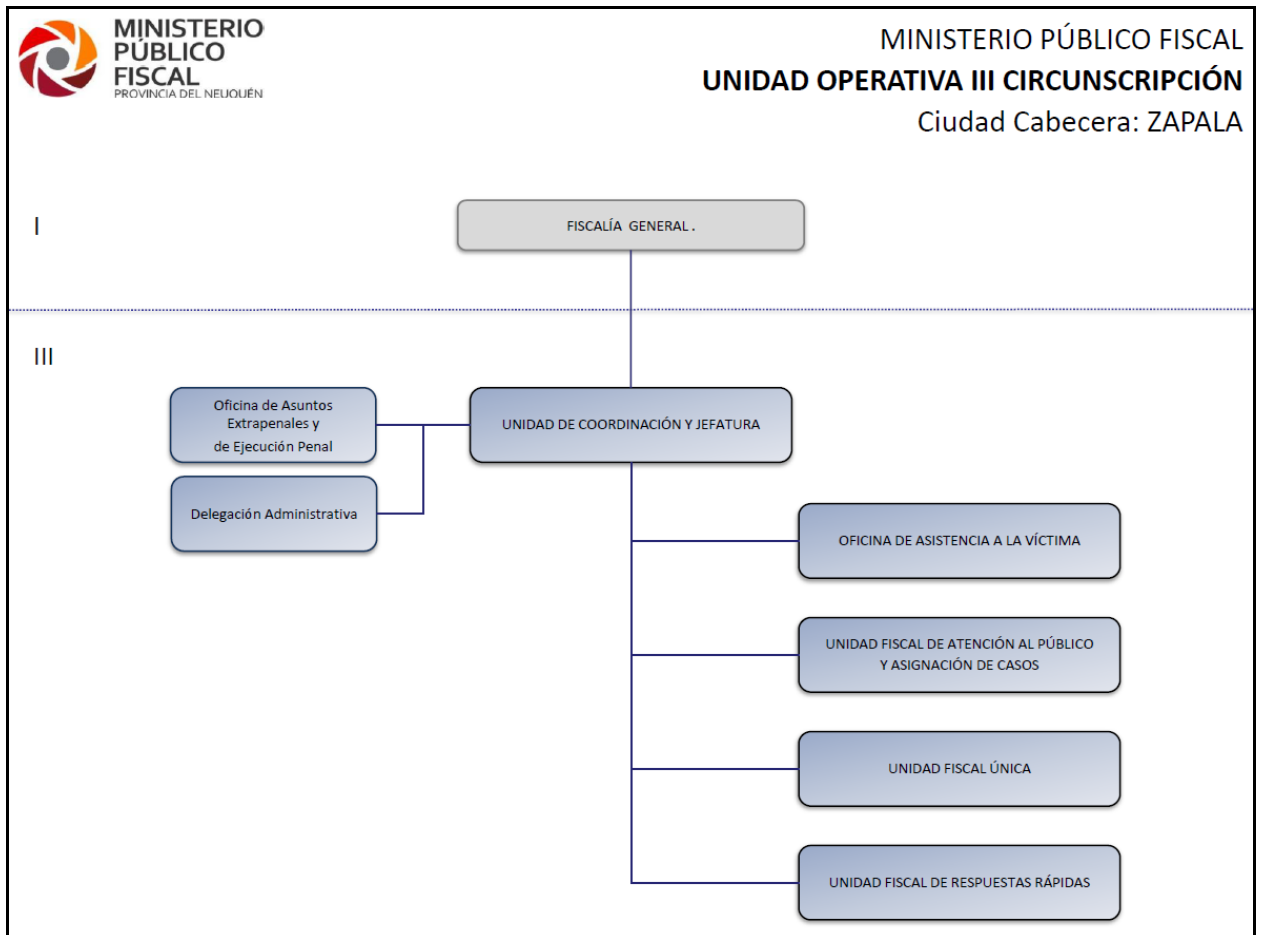 MINISTERIO
PÚBLICO
FISCAL
PROVINCIA DEL NEUQUÉN
MINISTERIO PÚBLICO FISCAL
UNIDAD OPERATIVA III CIRCUNSCRIPCIÓN
Ciudad Cabecera: ZAPALA
I
FISCALÍA GENERAL .
III
Oficina de Asuntos
Extrapenales y
de Ejecución Penal
UNIDAD DE COORDINACIÓN Y JEFATURA
Delegación Administrativa
OFICINA DE ASISTENCIA A LA VÍCTIMA
UNIDAD FISCAL DE ATENCIÓN AL PÚBLICO
Y ASIGNACIÓN DE CASOS
UNIDAD FISCAL ÚNICA
UNIDAD FISCAL DE RESPUESTAS RÁPIDAS